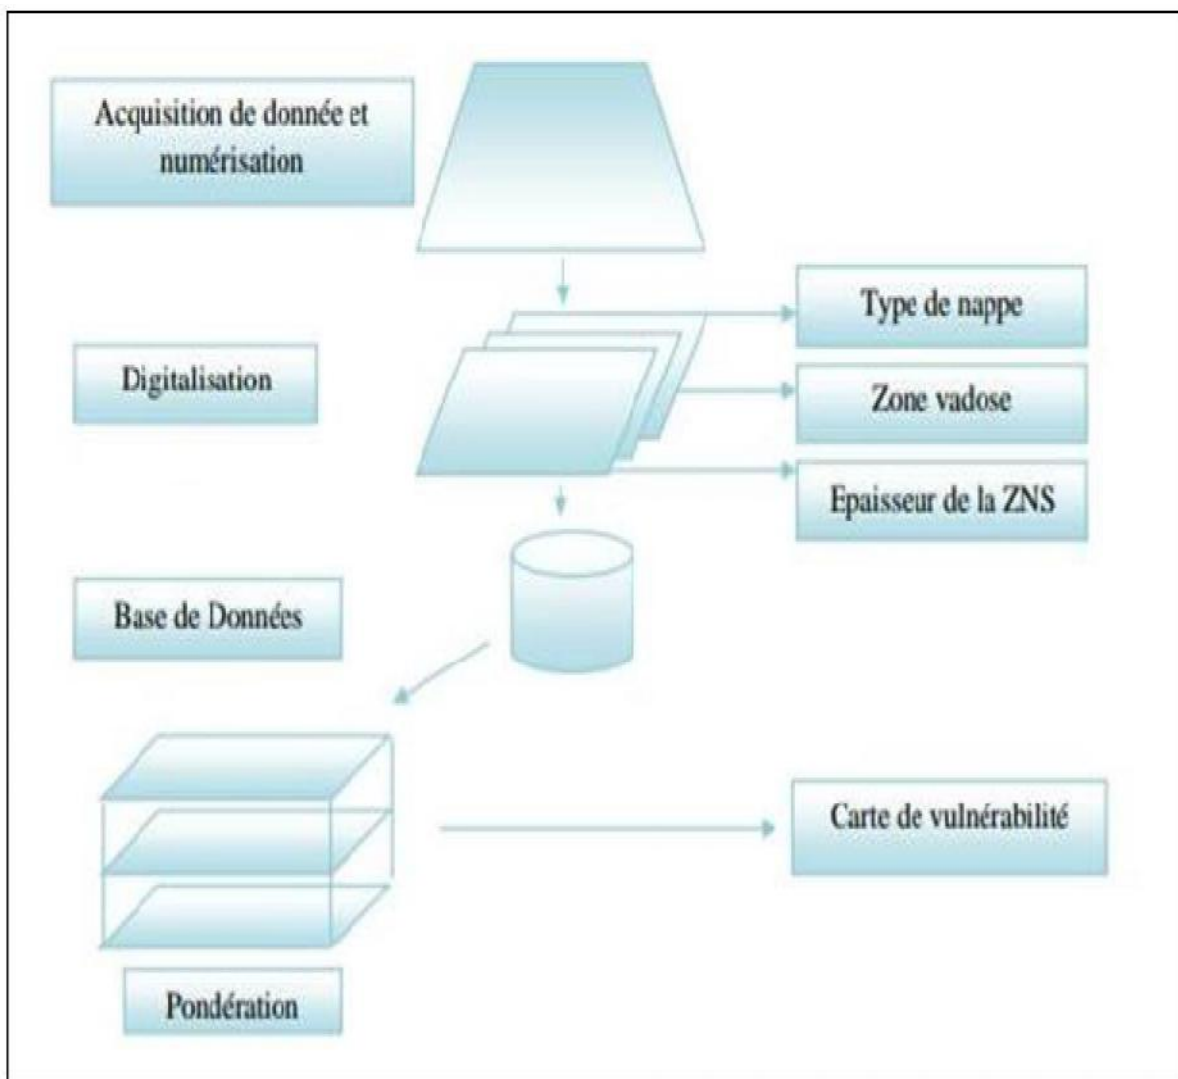 Acquisition de donnée et
numérisation
Type de nappe
Digitalisation
Zone vadose
Epaisseur de la ZNS
Base de Données
Carte de vulnérabilité
Pondération